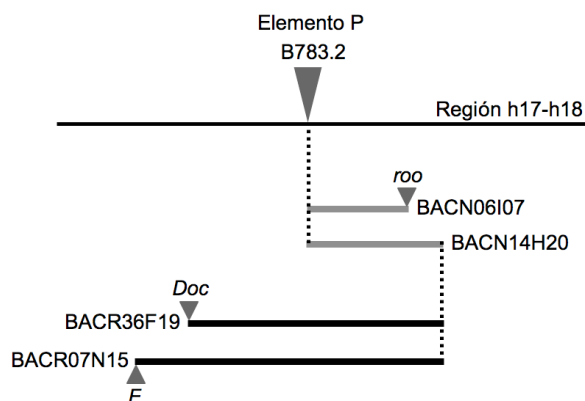 Elemento P
B783.2
Región h17-h18
roo
BACN06I07
BACN14H20
Doc
BACR36F19
BACR07N15
F